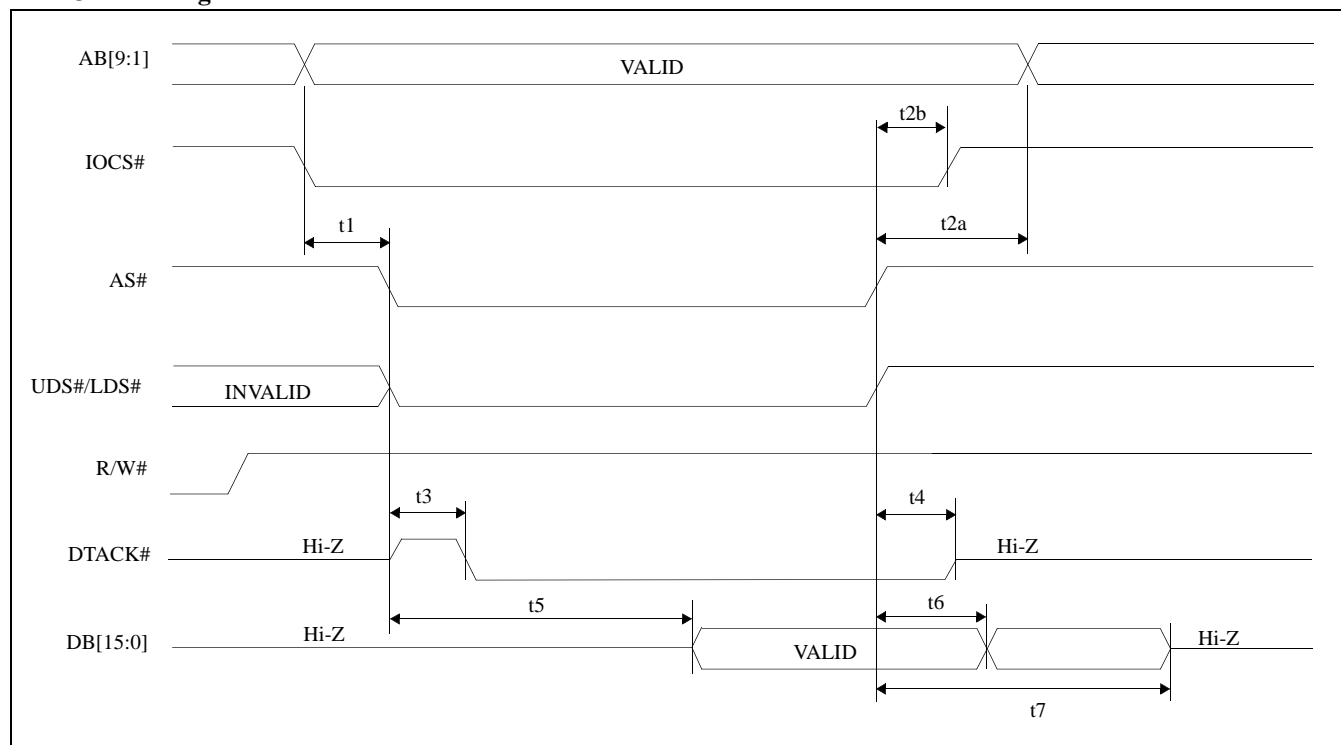 AB[9:1]
VALID
t2b
IOCS#
t1
t2a
AS#
UDS#/LDS#
INVALID
R/W#
t3
t4
DTACK#
Hi-Z
Hi-Z
t5
t6
DB[15:0]
Hi-Z
VALID
Hi-Z
t7